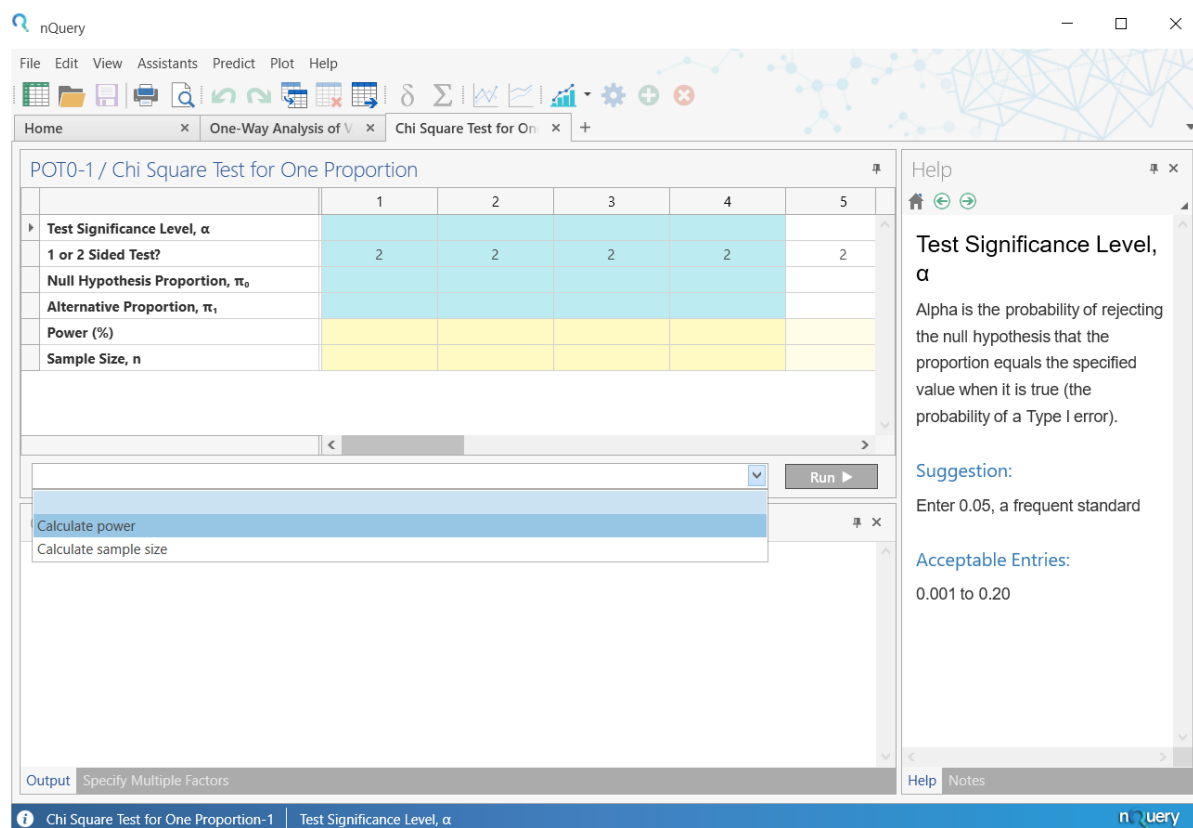 nQuery
File Edit View Assistants Predict Plot Help
Home One-Way Analysis of V Chi Square Test for On
POT0-1 / Chi Square Test for One Proportion
1 2 3 4 5
Test Significance Level, α
1 or 2 Sided Test? 2 2 2 2 2
Null Hypothesis Proportion, π₀
Alternative Proportion, π₁
Power (%)
Sample Size, n
Run
Calculate power
Calculate sample size
Output Specify Multiple Factors
Help
Test Significance Level,
α
Alpha is the probability of rejecting
the null hypothesis that the
proportion equals the specified
value when it is true (the
probability of a Type I error).
Suggestion:
Enter 0.05, a frequent standard
Acceptable Entries:
0.001 to 0.20
Help Notes
Chi Square Test for One Proportion-1 Test Significance Level, α
nQuery